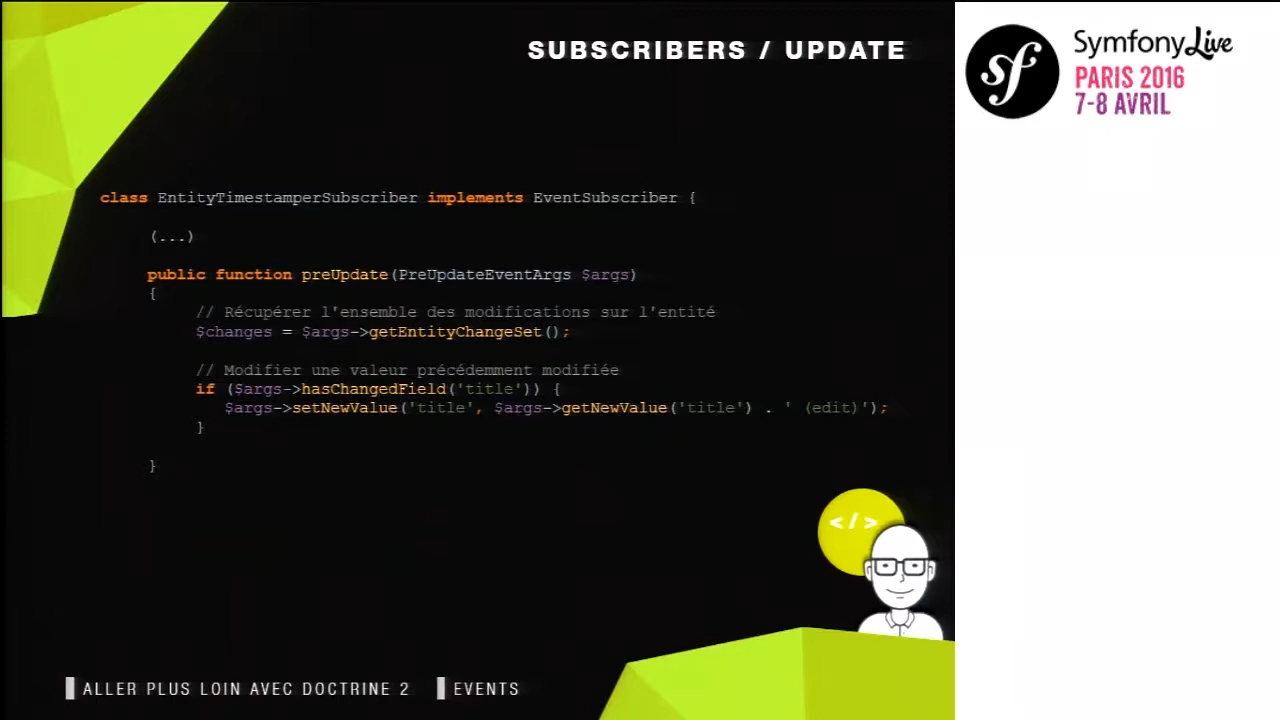 SUBSCRIBERS / UPDATE
class EntityTimestamperSubscriber implements EventSubscriber {
(...)
public function preUpdate(PreUpdateEventArgs $args)
{
// Récupérer l'ensemble des modifications sur l'entité
$changes = $args->getEntityChangeSet();
// Modifier une valeur précédemment modifiée
if ($args->hasChangedField('title')) {
$args->setNewValue('title', $args->getNewValue('title') . ' (edit)');
}
}
</>
ALLER PLUS LOIN AVEC DOCTRINE 2
EVENTS
sf
SymfonyLive
PARIS 2016
7-8 AVRIL